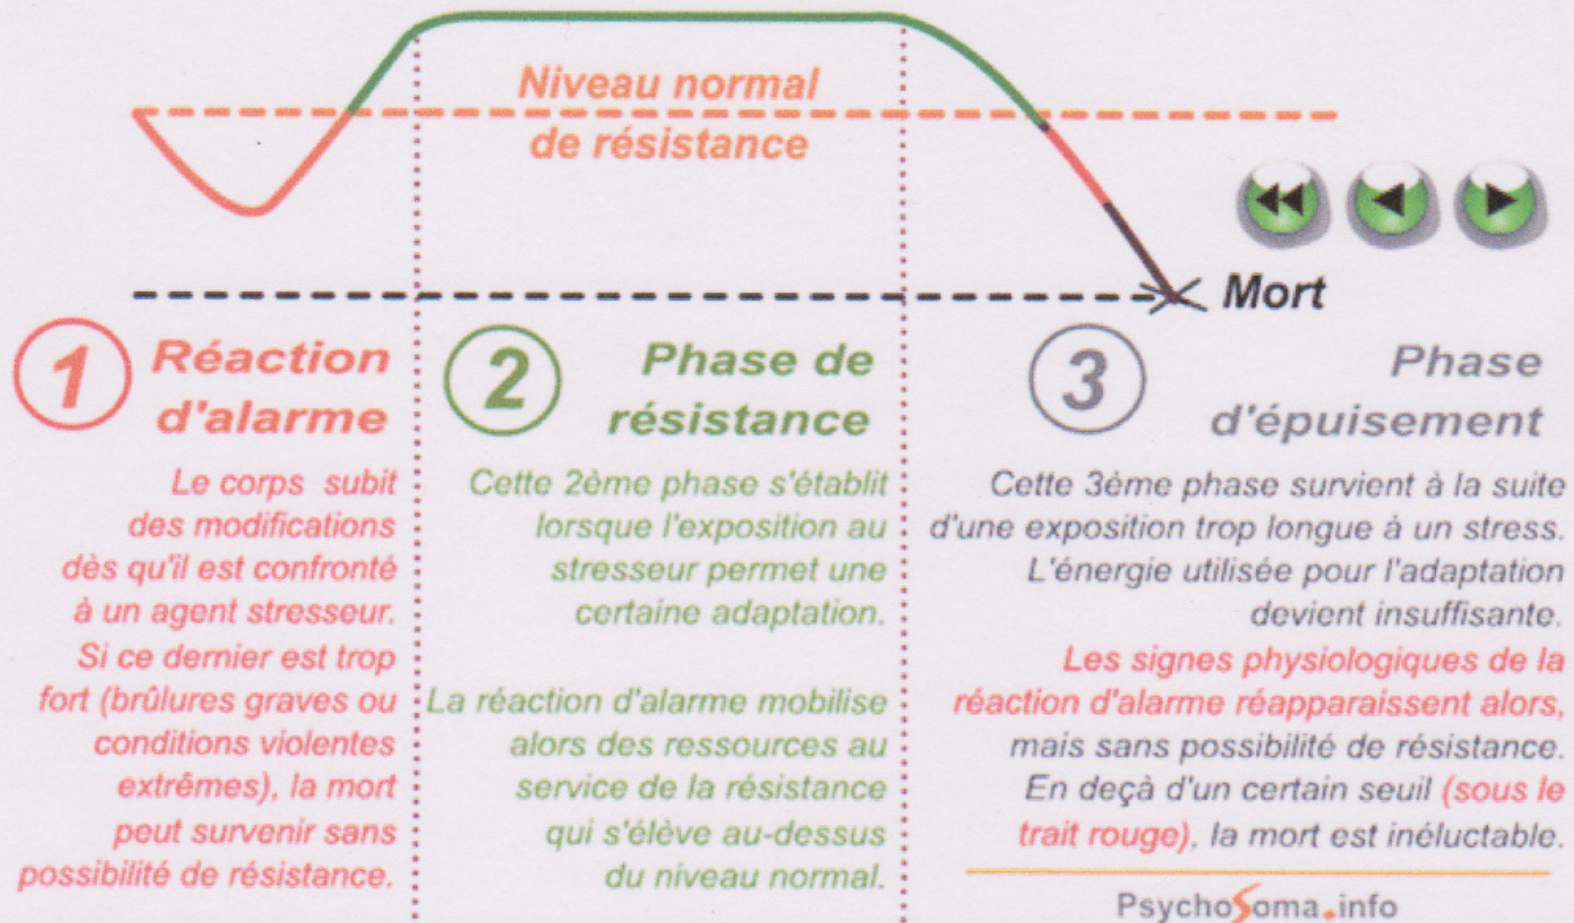 Niveau normal
de résistance
Mort
1
Réaction
d'alarme
Le corps subit
des modifications
dès qu'il est confronté
à un agent stresseur.
Si ce dernier est trop
fort (brûlures graves ou
conditions violentes
extrêmes), la mort
peut survenir sans
possibilité de résistance.
2
Phase de
résistance
Cette 2ème phase s'établit
lorsque l'exposition au
stresseur permet une
certaine adaptation.
La réaction d'alarme mobilise
alors des ressources au
service de la résistance
qui s'élève au-dessus
du niveau normal.
3
Phase
d'épuisement
Cette 3ème phase survient à la suite
d'une exposition trop longue à un stress.
L'énergie utilisée pour l'adaptation
devient insuffisante.
Les signes physiologiques de la
réaction d'alarme réapparaissent alors,
mais sans possibilité de résistance.
En deçà d'un certain seuil (sous le
trait rouge), la mort est inéluctable.
PsychoSoma.info